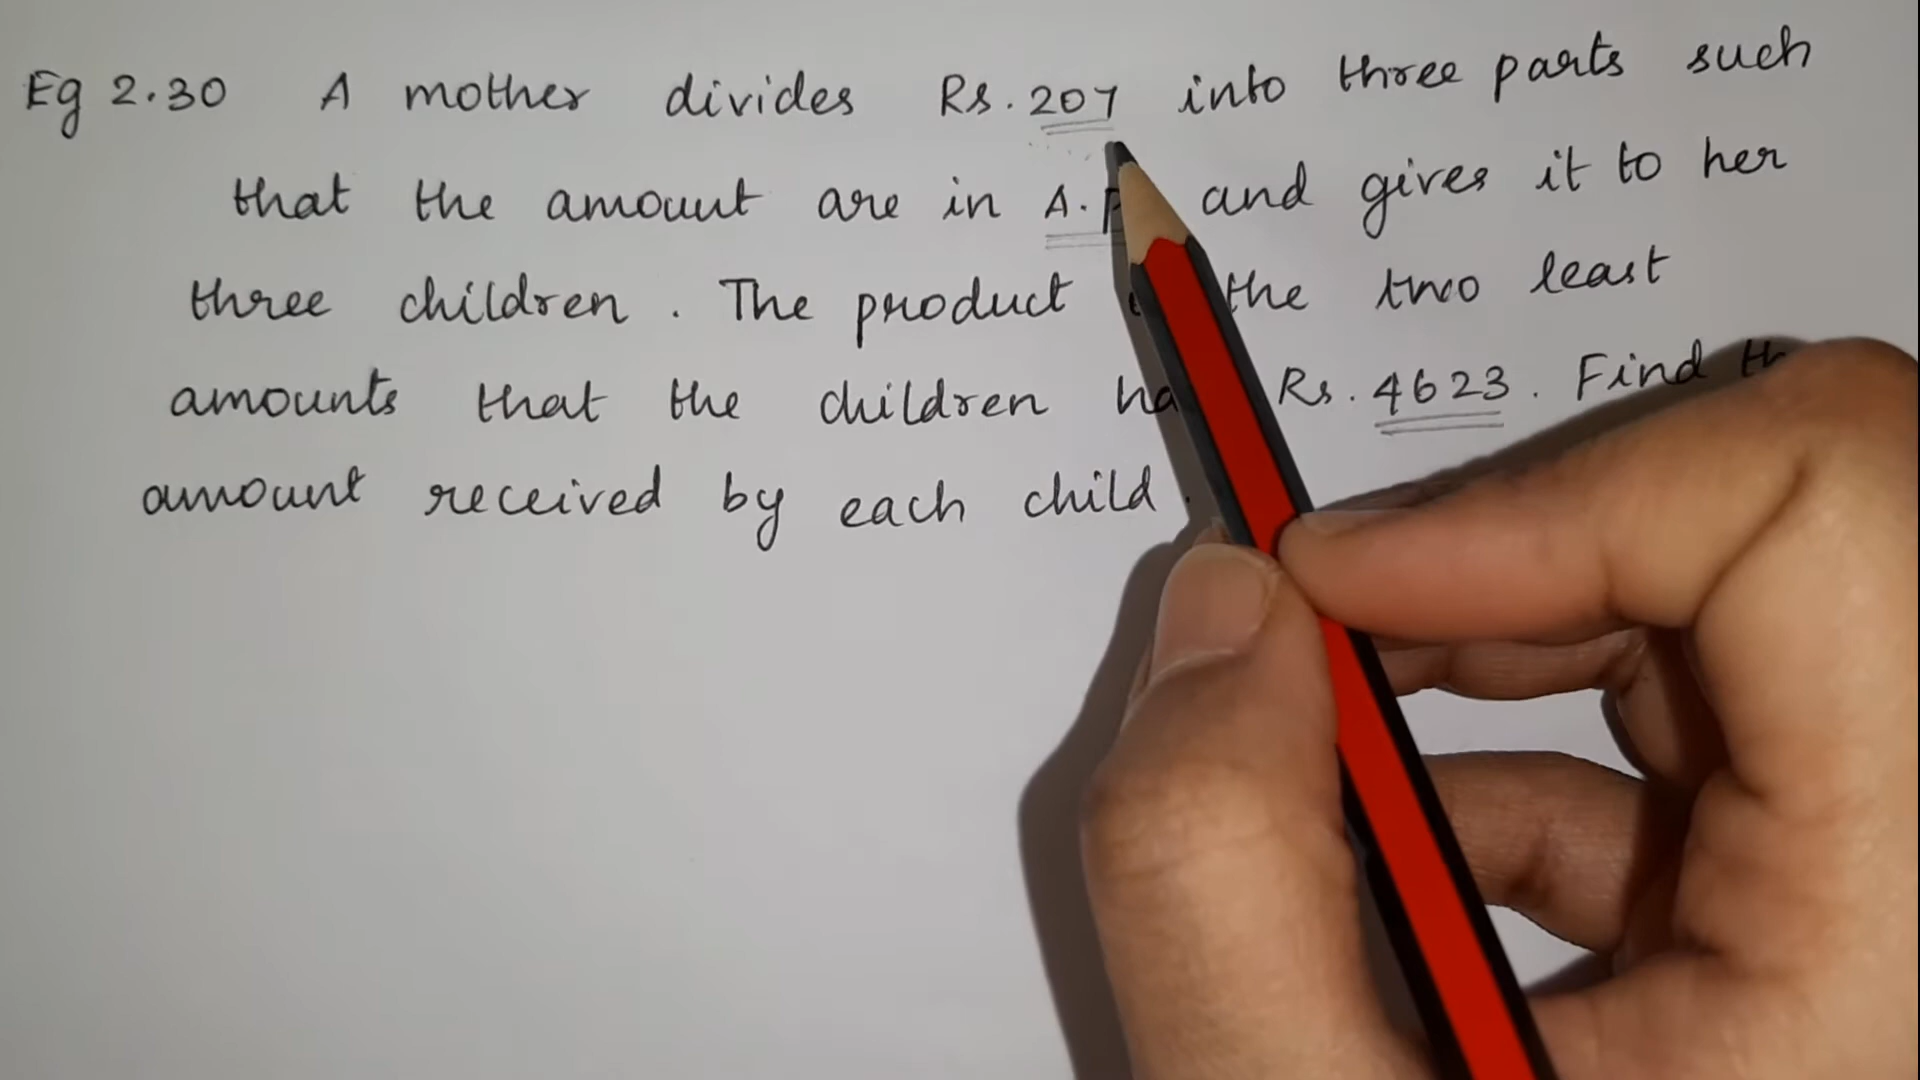 Eg 2.30 A mother divides Rs. 207 into three parts such
that the amount are in A.P and gives it to her
three children. The product the two least
amounts that the children Rs. 4623. Find
amount received by each child.